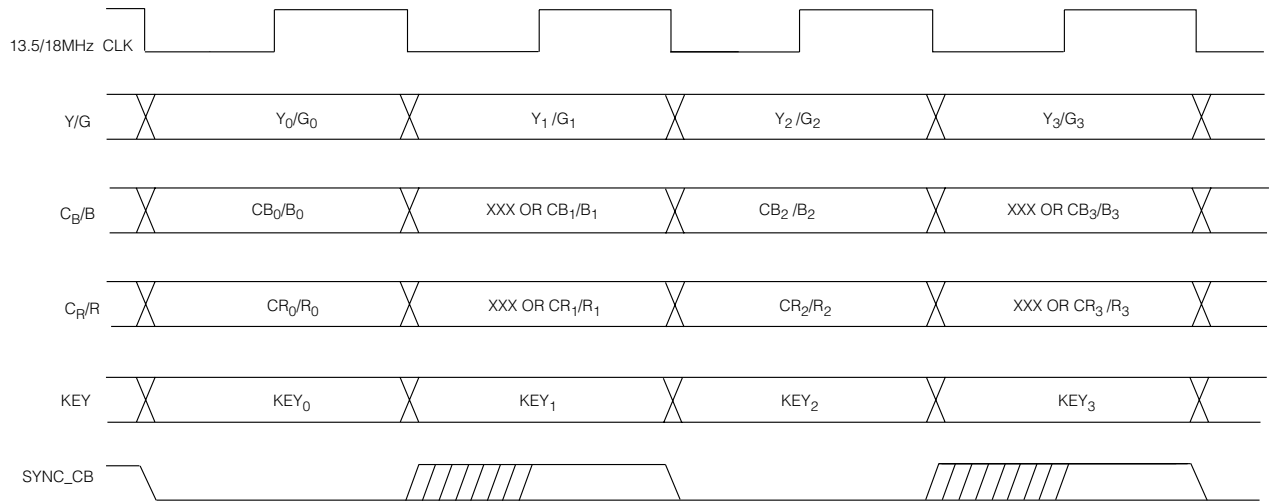 13.5/18MHz CLK
Y/G Y₀/G₀ Y₁/G₁ Y₂/G₂ Y₃/G₃
C_B/B CB₀/B₀ XXX OR CB₁/B₁ CB₂/B₂ XXX OR CB₃/B₃
C_R/R CR₀/R₀ XXX OR CR₁/R₁ CR₂/R₂ XXX OR CR₃/R₃
KEY KEY₀ KEY₁ KEY₂ KEY₃
SYNC_CB